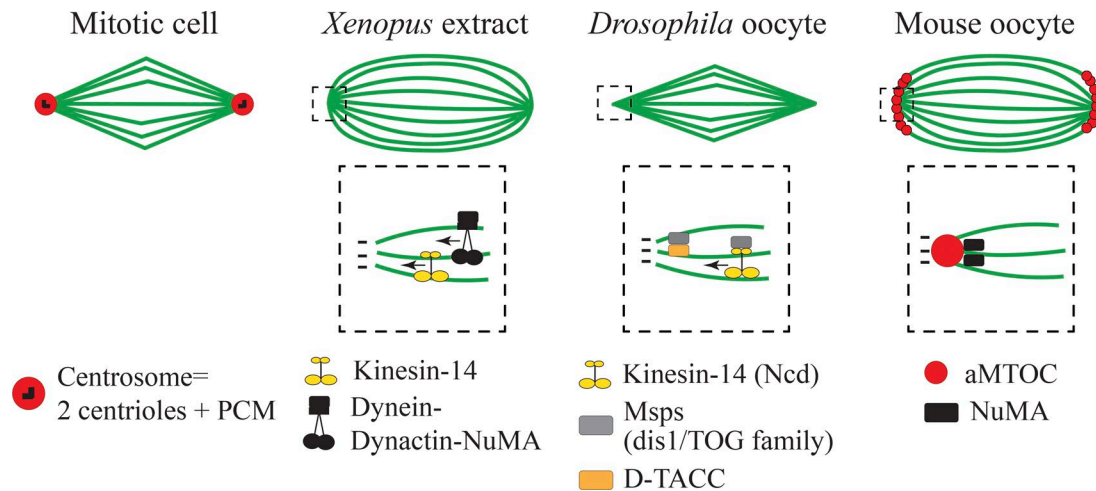 Mitotic cell
Xenopus extract
Drosophila oocyte
Mouse oocyte
Centrosome=
2 centrioles + PCM
Kinesin-14
Dynein-
Dynactin-NuMA
Kinesin-14 (Ncd)
Msps
(dis1/TOG family)
D-TACC
aMTOC
NuMA